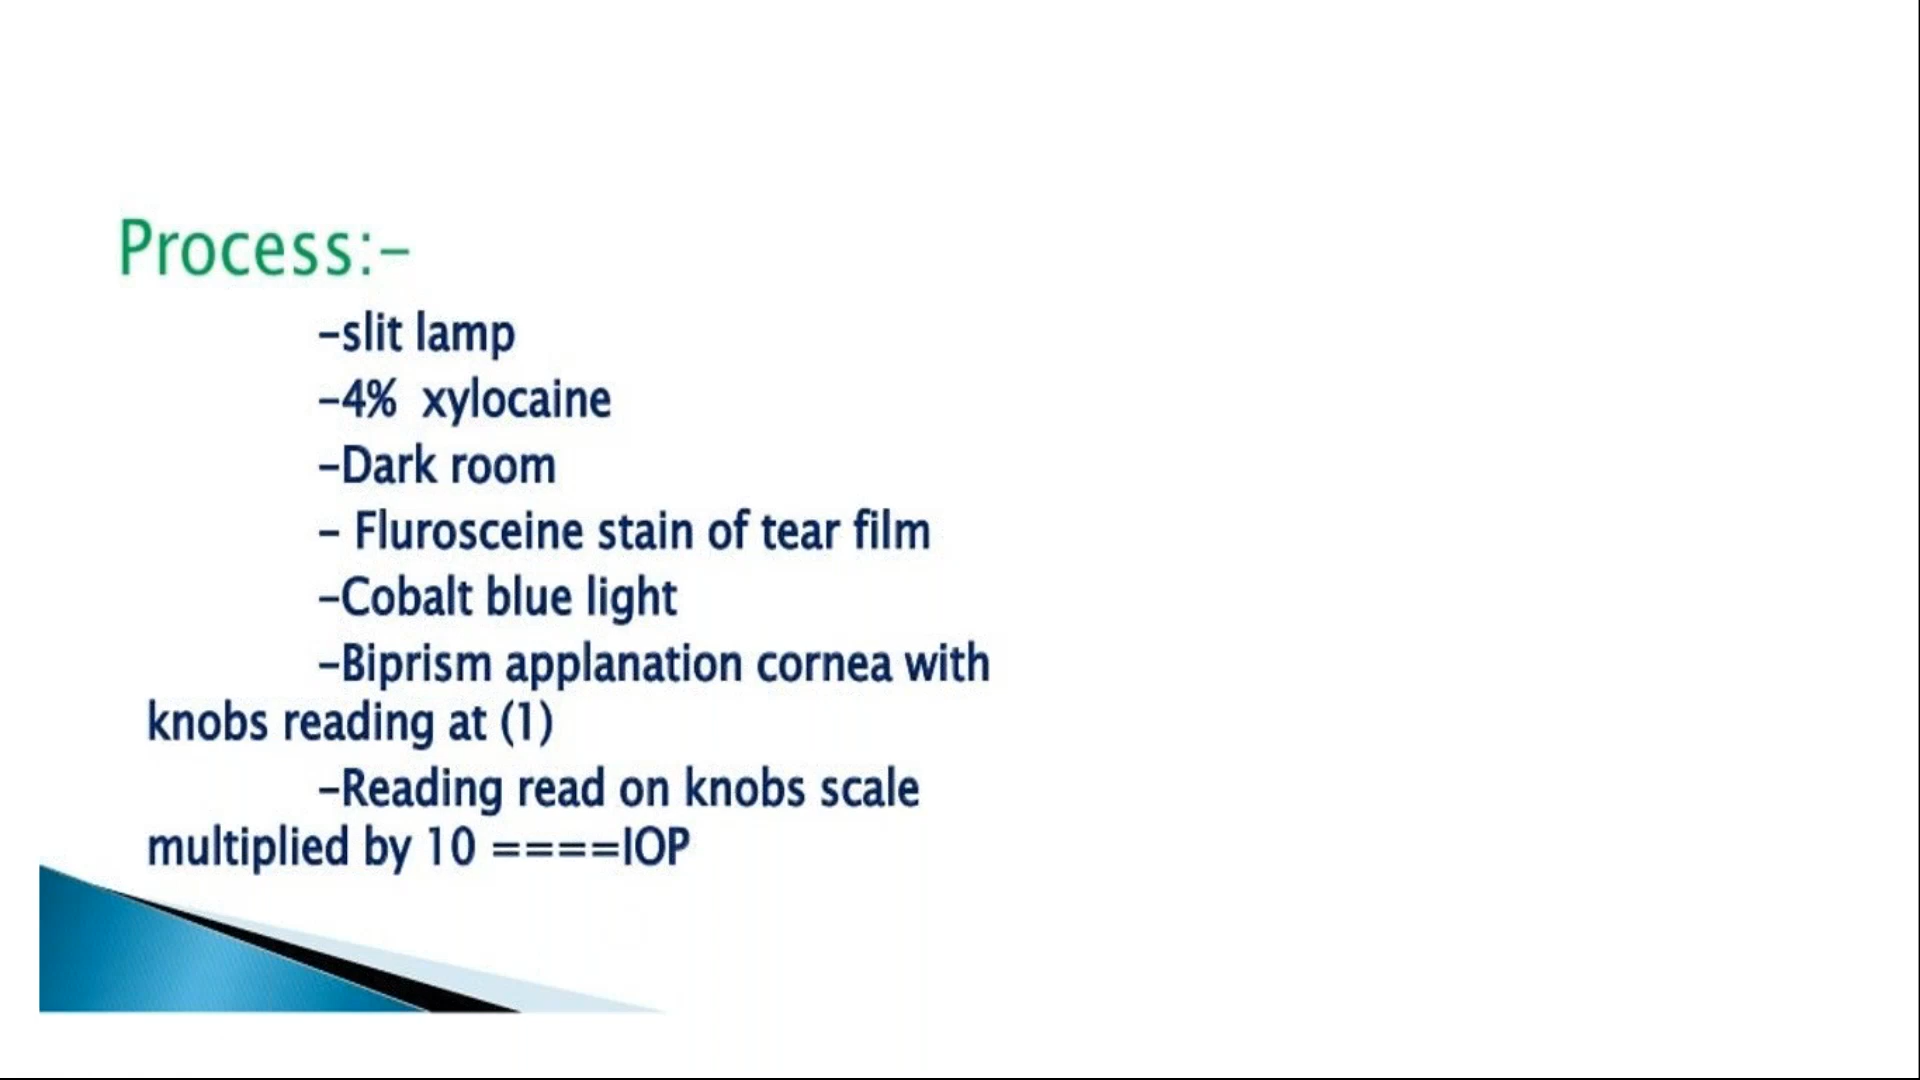 Process:-
-slit lamp
-4% xylocaine
-Dark room
- Flurosceine stain of tear film
-Cobalt blue light
-Biprism applanation cornea with
knobs reading at (1)
-Reading read on knobs scale
multiplied by 10 ====IOP